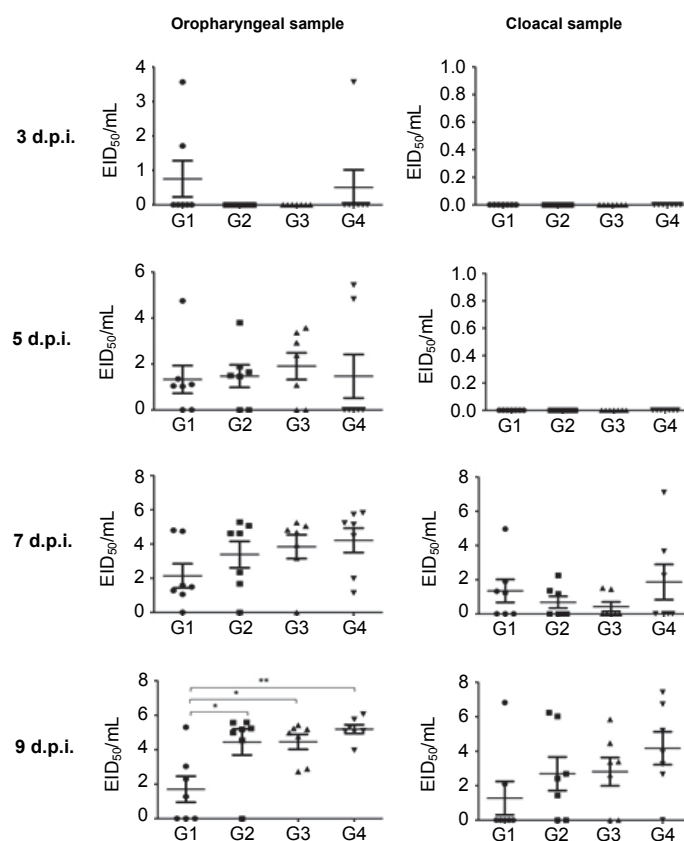 Oropharyngeal sample
Cloacal sample
3 d.p.i.
EID50/mL
4
3
2
1
0
G1 G2 G3 G4
EID50/mL
1.0
0.8
0.6
0.4
0.2
0.0
G1 G2 G3 G4
5 d.p.i.
EID50/mL
6
4
2
0
G1 G2 G3 G4
EID50/mL
1.0
0.8
0.6
0.4
0.2
0.0
G1 G2 G3 G4
7 d.p.i.
EID50/mL
8
6
4
2
0
G1 G2 G3 G4
EID50/mL
8
6
4
2
0
G1 G2 G3 G4
9 d.p.i.
EID50/mL
8
6
4
2
0
**
*
*
G1 G2 G3 G4
EID50/mL
8
6
4
2
0
G1 G2 G3 G4